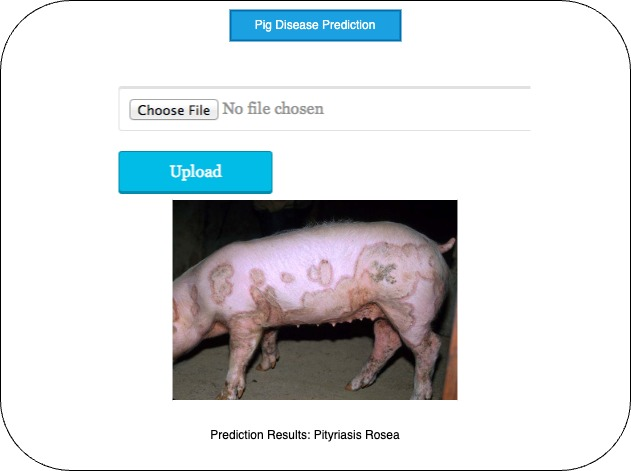 Pig Disease Prediction
Choose File No file chosen
Upload
Prediction Results: Pityriasis Rosea